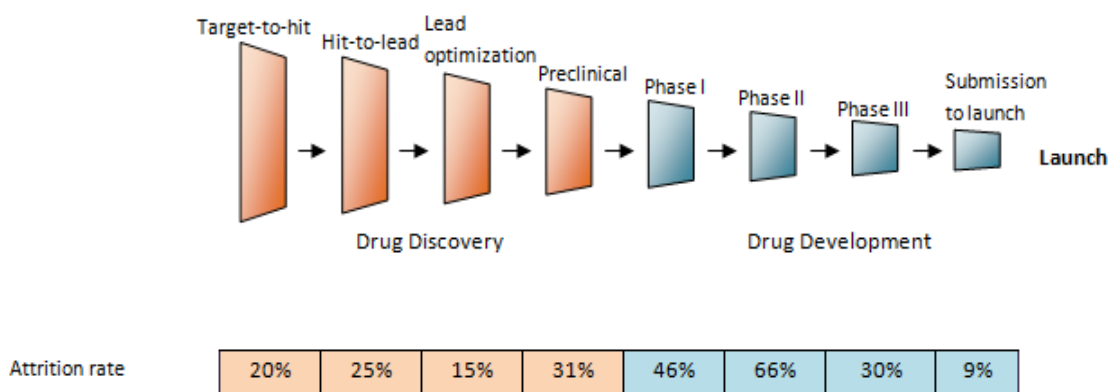 Target-to-hit
Hit-to-lead
Lead
optimization
Preclinical
Phase I
Phase II
Phase III
Submission
to launch
Launch
Drug Discovery
Drug Development
Attrition rate
20%
25%
15%
31%
46%
66%
30%
9%